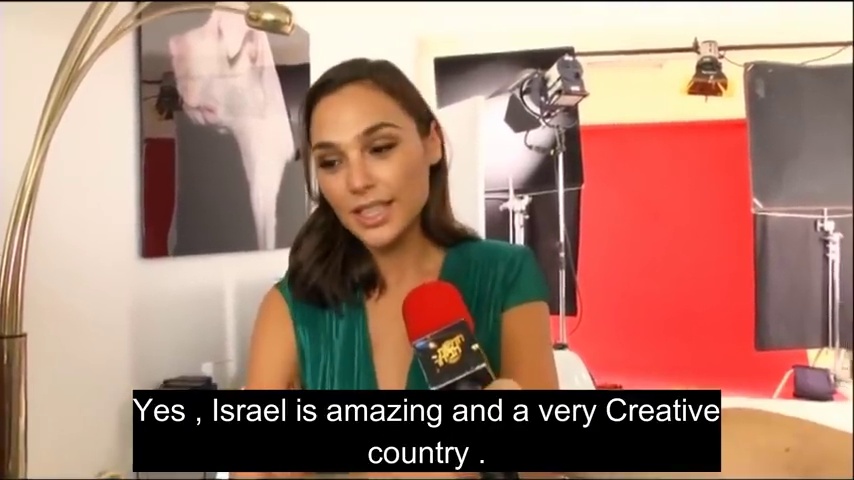 Yes , Israel is amazing and a very Creative
country .